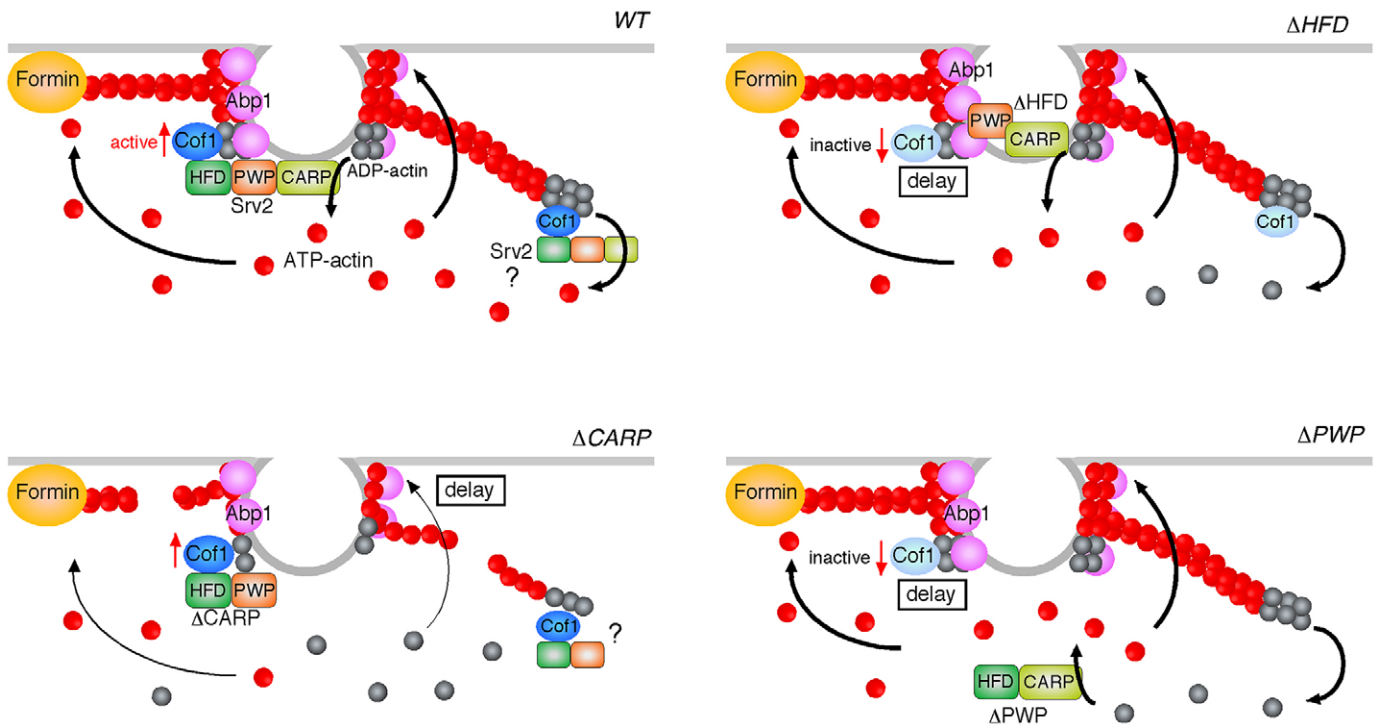 WT
Formin
Abp1
active
Cof1
HFD
PWP
CARP
Srv2
ADP-actin
ATP-actin
Cof1
Srv2
?
ΔHFD
Formin
Abp1
ΔHFD
PWP
CARP
inactive
Cof1
delay
Cof1
ΔCARP
Formin
Abp1
delay
Cof1
HFD
PWP
ΔCARP
Cof1
?
ΔPWP
Formin
Abp1
inactive
Cof1
delay
HFD
CARP
ΔPWP